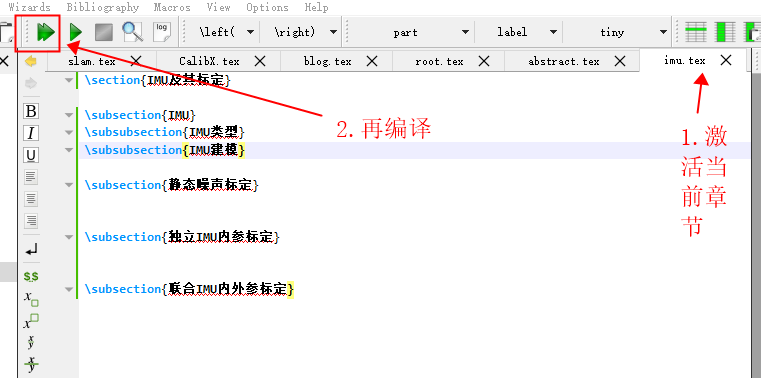 Wizards Bibliography Macros View Options Help
log \left( \right) part label tiny
slam.tex CalibX.tex blog.tex root.tex abstract.tex imu.tex
\section{IMU及其标定}
\subsection{IMU}
\subsubsection{IMU类型}
\subsubsection{IMU建模}
\subsection{静态噪声标定}
\subsection{独立IMU内参标定}
\subsection{联合IMU内外参标定}
2.再编译
1.激
活当
前章
节
B
I
U
$$
x
x
x
y
x
y